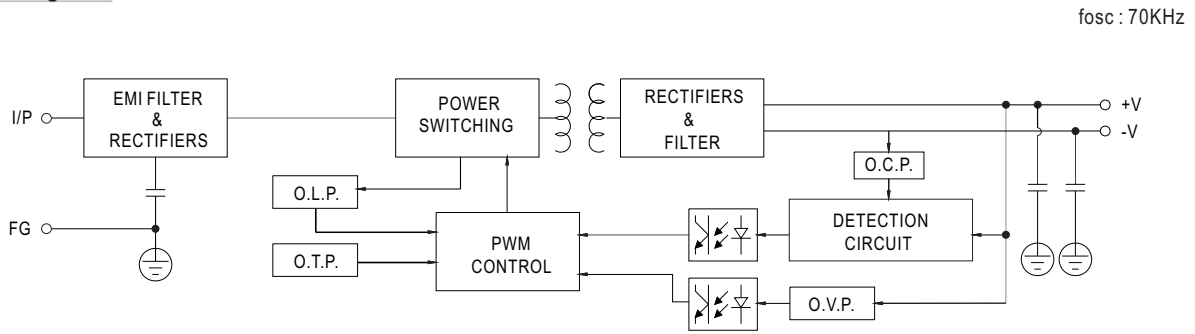 fosc : 70KHz
I/P
EMI FILTER
&
RECTIFIERS
POWER
SWITCHING
RECTIFIERS
&
FILTER
+V
-V
O.C.P.
O.L.P.
FG
PWM
CONTROL
DETECTION
CIRCUIT
O.T.P.
O.V.P.